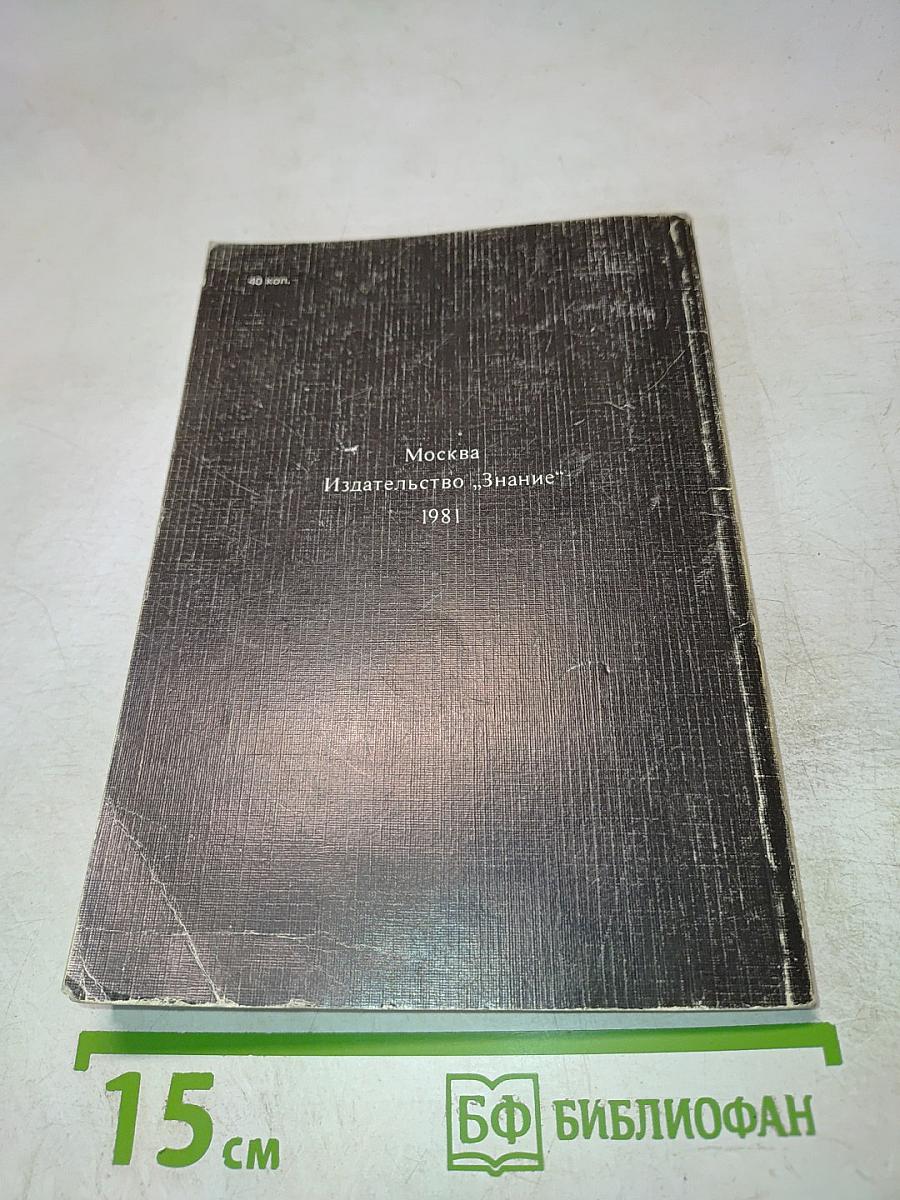 40 коп.
Москва
Издательство „Знание“
1981
15 см
БФ БИБЛИОФАН